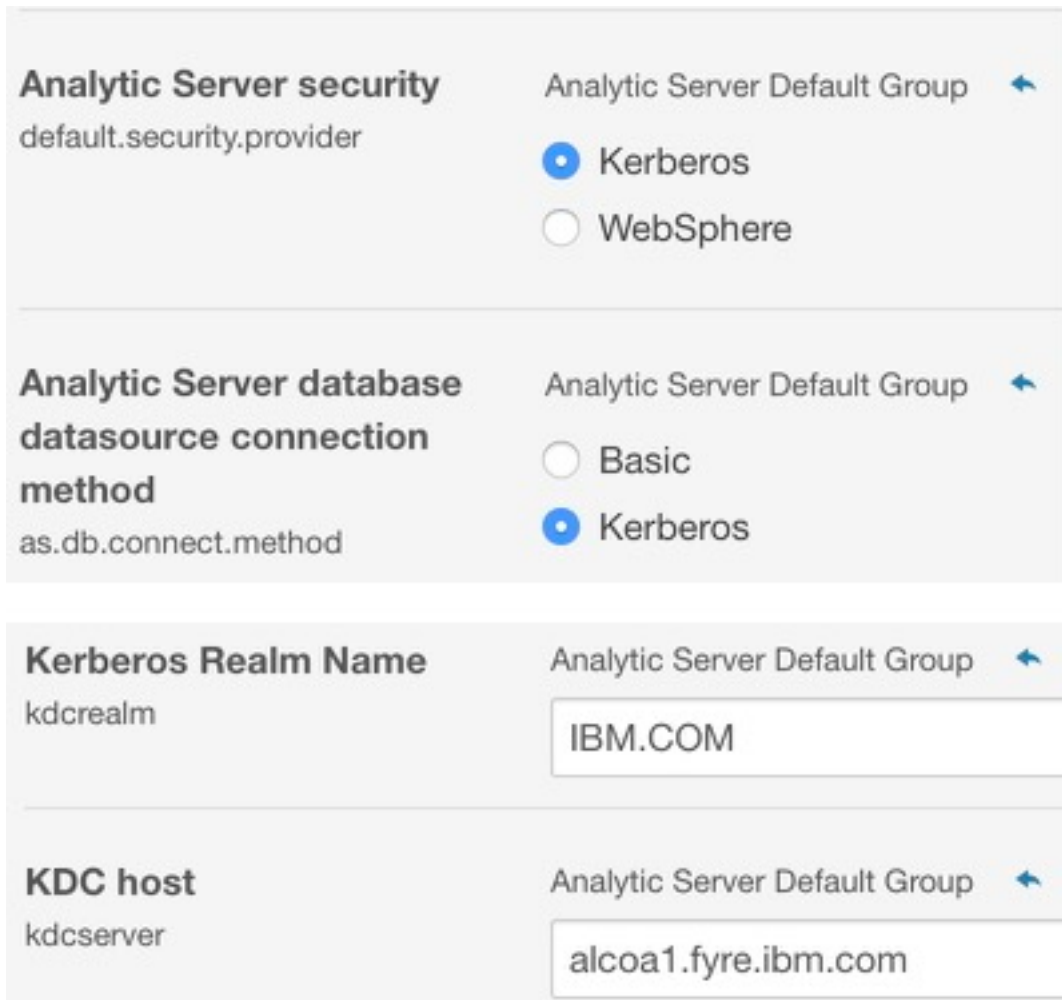 Analytic Server security
Analytic Server Default Group
default.security.provider
Kerberos
WebSphere
Analytic Server database
datasource connection
method
Analytic Server Default Group
as.db.connect.method
Basic
Kerberos
Kerberos Realm Name
Analytic Server Default Group
kdcrealm
IBM.COM
KDC host
Analytic Server Default Group
kdcserver
alcoa1.fyre.ibm.com